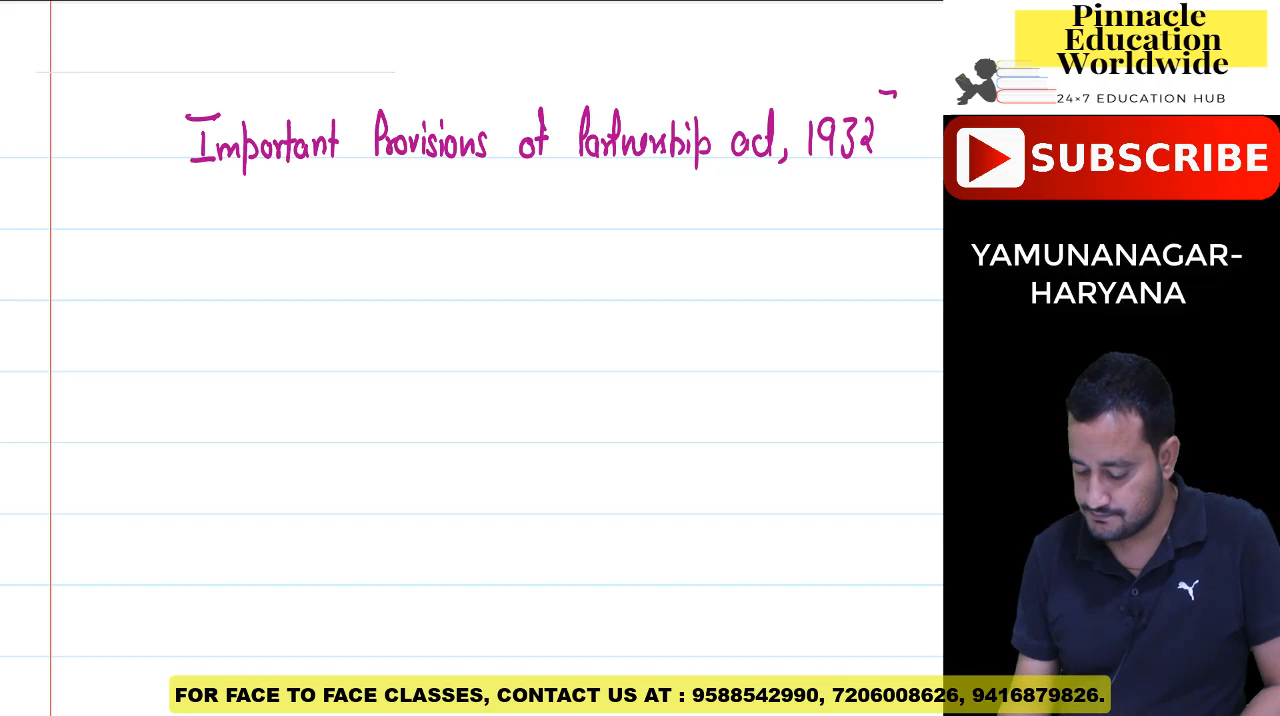 Important Provisions of Partnership act, 1932
Pinnacle
Education
Worldwide
24×7 EDUCATION HUB
SUBSCRIBE
YAMUNANAGAR-
HARYANA
FOR FACE TO FACE CLASSES, CONTACT US AT : 9588542990, 7206008626, 9416879826.